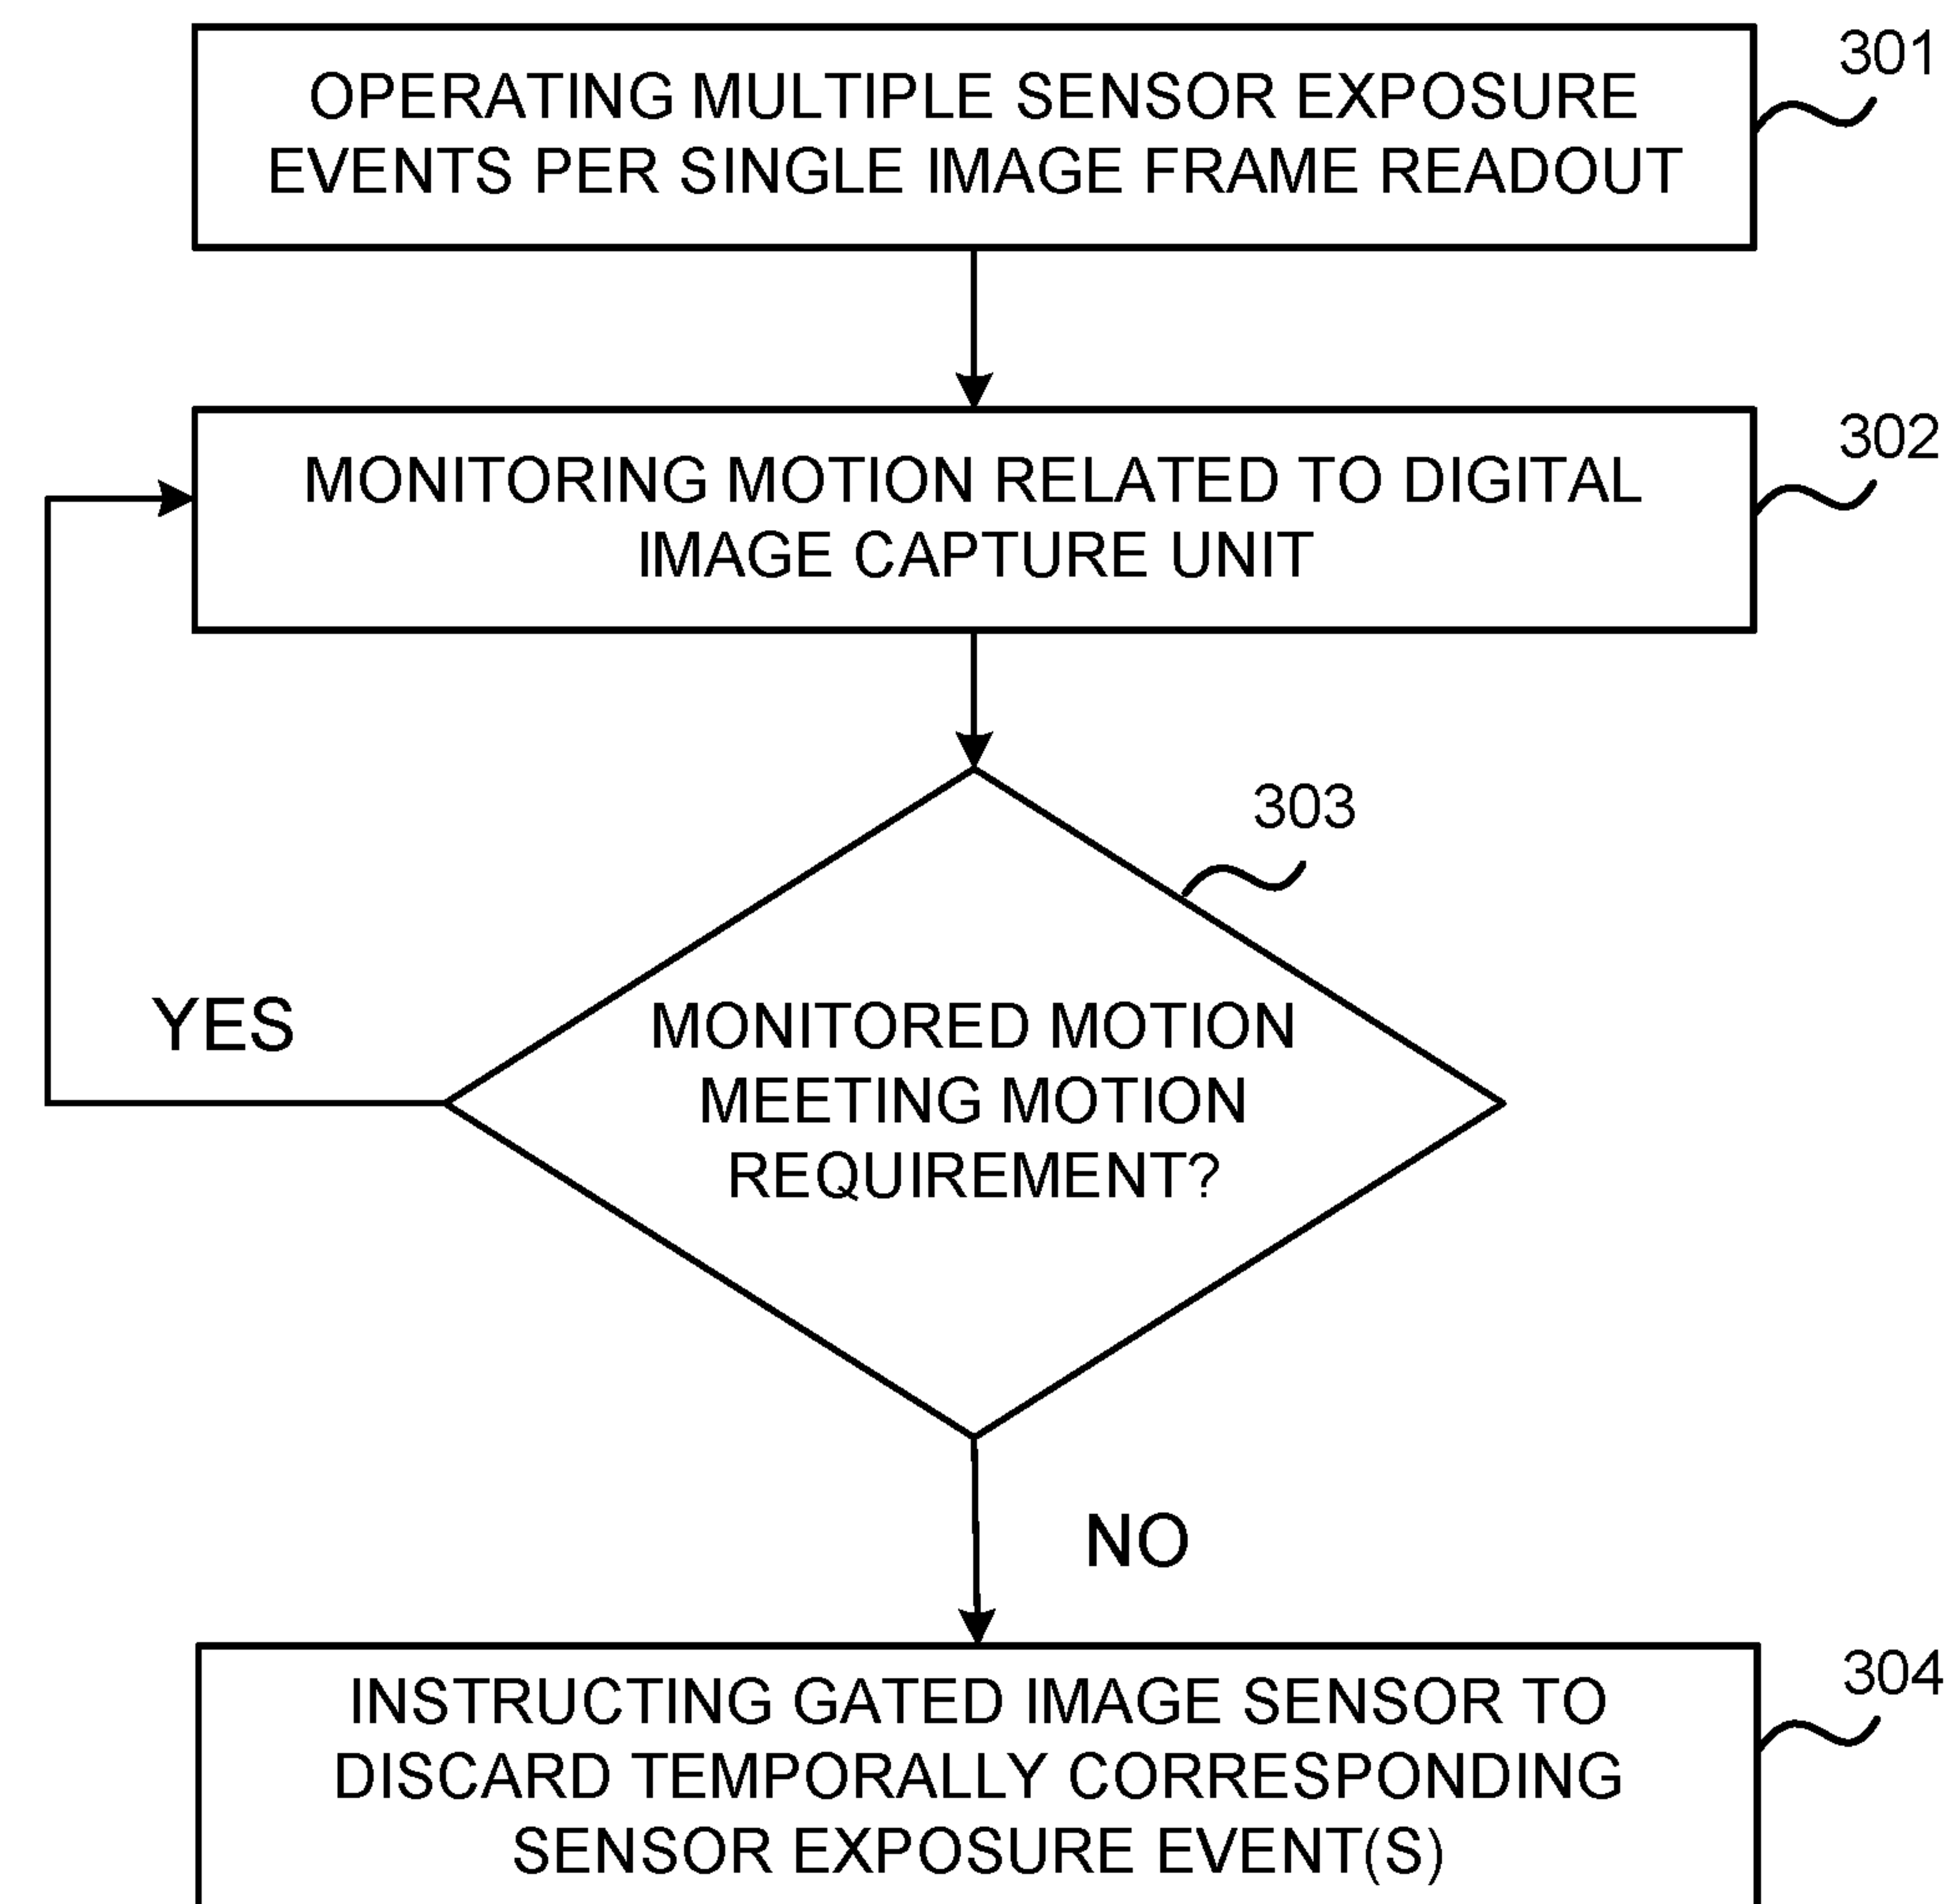 301
OPERATING MULTIPLE SENSOR EXPOSURE
EVENTS PER SINGLE IMAGE FRAME READOUT
302
MONITORING MOTION RELATED TO DIGITAL
IMAGE CAPTURE UNIT
303
YES
MONITORED MOTION
MEETING MOTION
REQUIREMENT?
NO
304
INSTRUCTING GATED IMAGE SENSOR TO
DISCARD TEMPORALLY CORRESPONDING
SENSOR EXPOSURE EVENT(S)